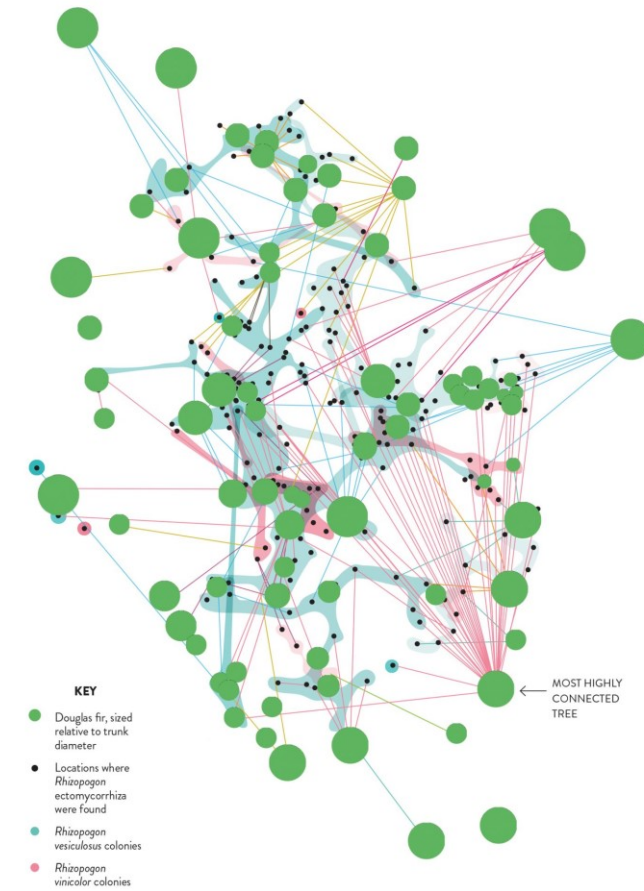 MOST HIGHLY
CONNECTED
TREE
KEY
Douglas fir, sized
relative to trunk
diameter
Locations where
Rhizopogon
ectomycorrhiza
were found
Rhizopogon
vesiculosus colonies
Rhizopogon
vinicolor colonies